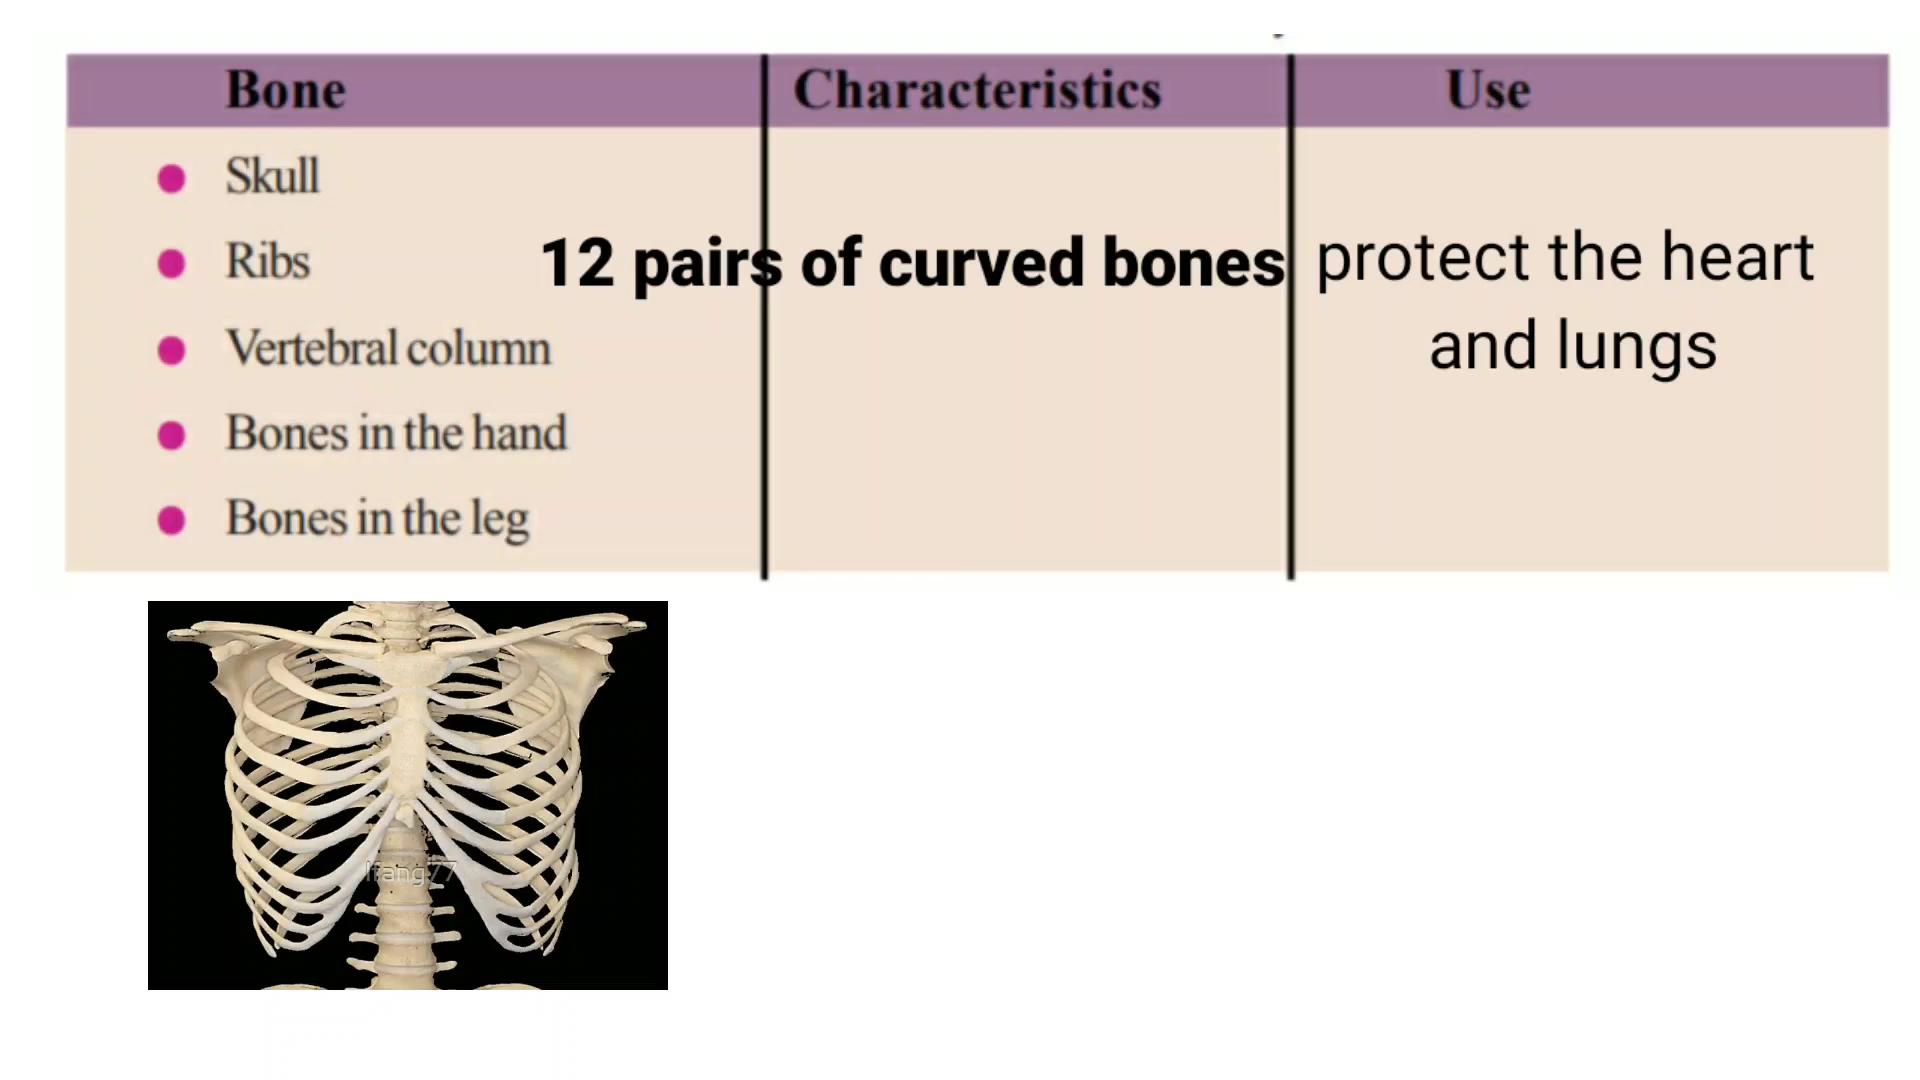 Bone Characteristics Use
Skull
Ribs 12 pairs of curved bones protect the heart
and lungs
Vertebral column
Bones in the hand
Bones in the leg
lfang77